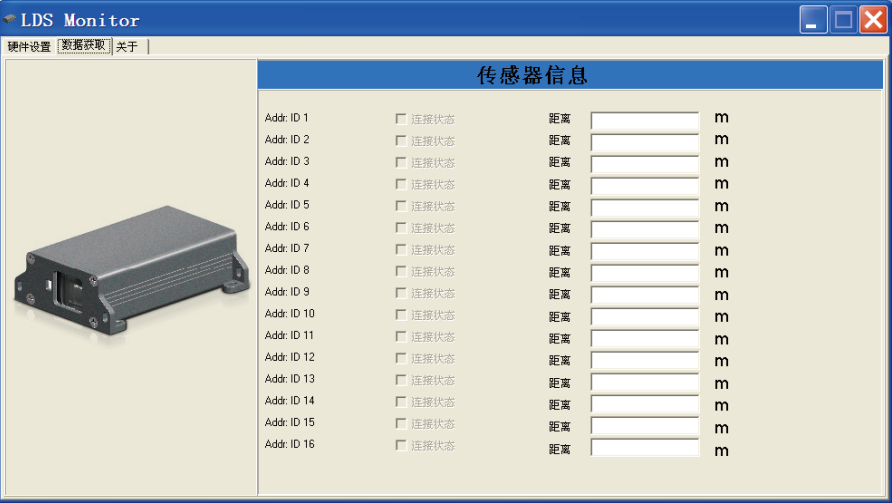 LDS Monitor
硬件设置 数据获取 关于
传感器信息
Addr: ID 1 连接状态 距离 m
Addr: ID 2 连接状态 距离 m
Addr: ID 3 连接状态 距离 m
Addr: ID 4 连接状态 距离 m
Addr: ID 5 连接状态 距离 m
Addr: ID 6 连接状态 距离 m
Addr: ID 7 连接状态 距离 m
Addr: ID 8 连接状态 距离 m
Addr: ID 9 连接状态 距离 m
Addr: ID 10 连接状态 距离 m
Addr: ID 11 连接状态 距离 m
Addr: ID 12 连接状态 距离 m
Addr: ID 13 连接状态 距离 m
Addr: ID 14 连接状态 距离 m
Addr: ID 15 连接状态 距离 m
Addr: ID 16 连接状态 距离 m